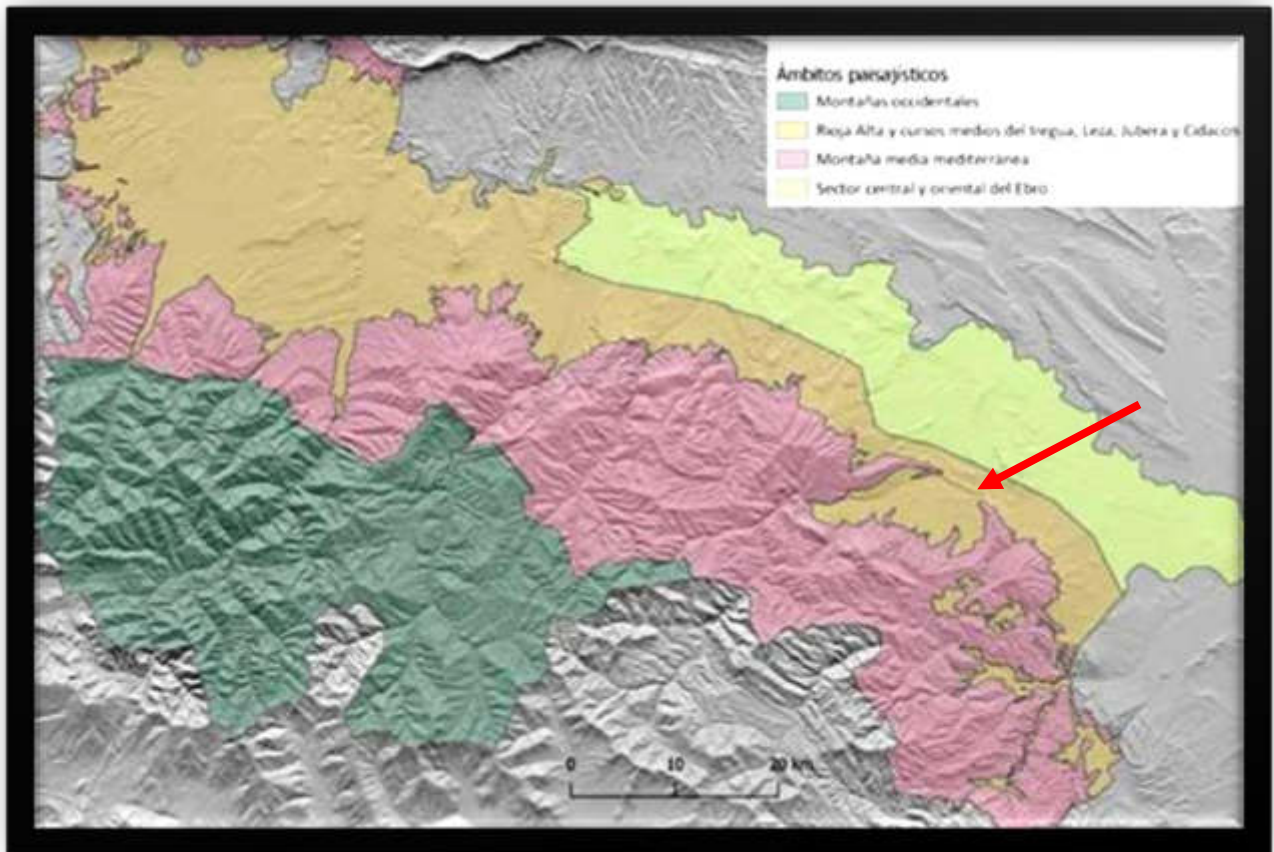 Ámbitos paisajísticos
Montañas occidentales
Rioja Alta y cursos medios del Iregua, Leza, Jubera y Cidacos
Montaña media mediterránea
Sector central y oriental del Ebro
0 10 20 km